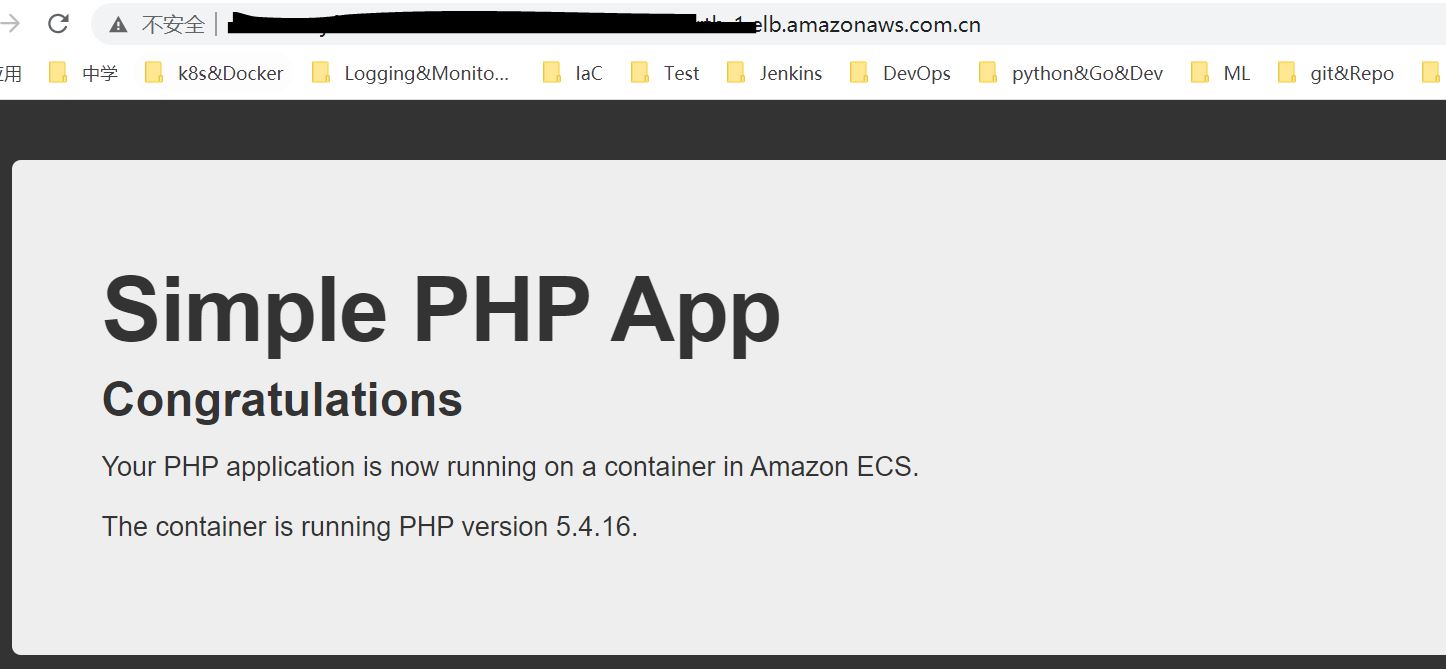 不安全 elb.amazonaws.com.cn
应用 中学 k8s&Docker Logging&Monito... IaC Test Jenkins DevOps python&Go&Dev ML git&Repo
Simple PHP App
Congratulations
Your PHP application is now running on a container in Amazon ECS.
The container is running PHP version 5.4.16.